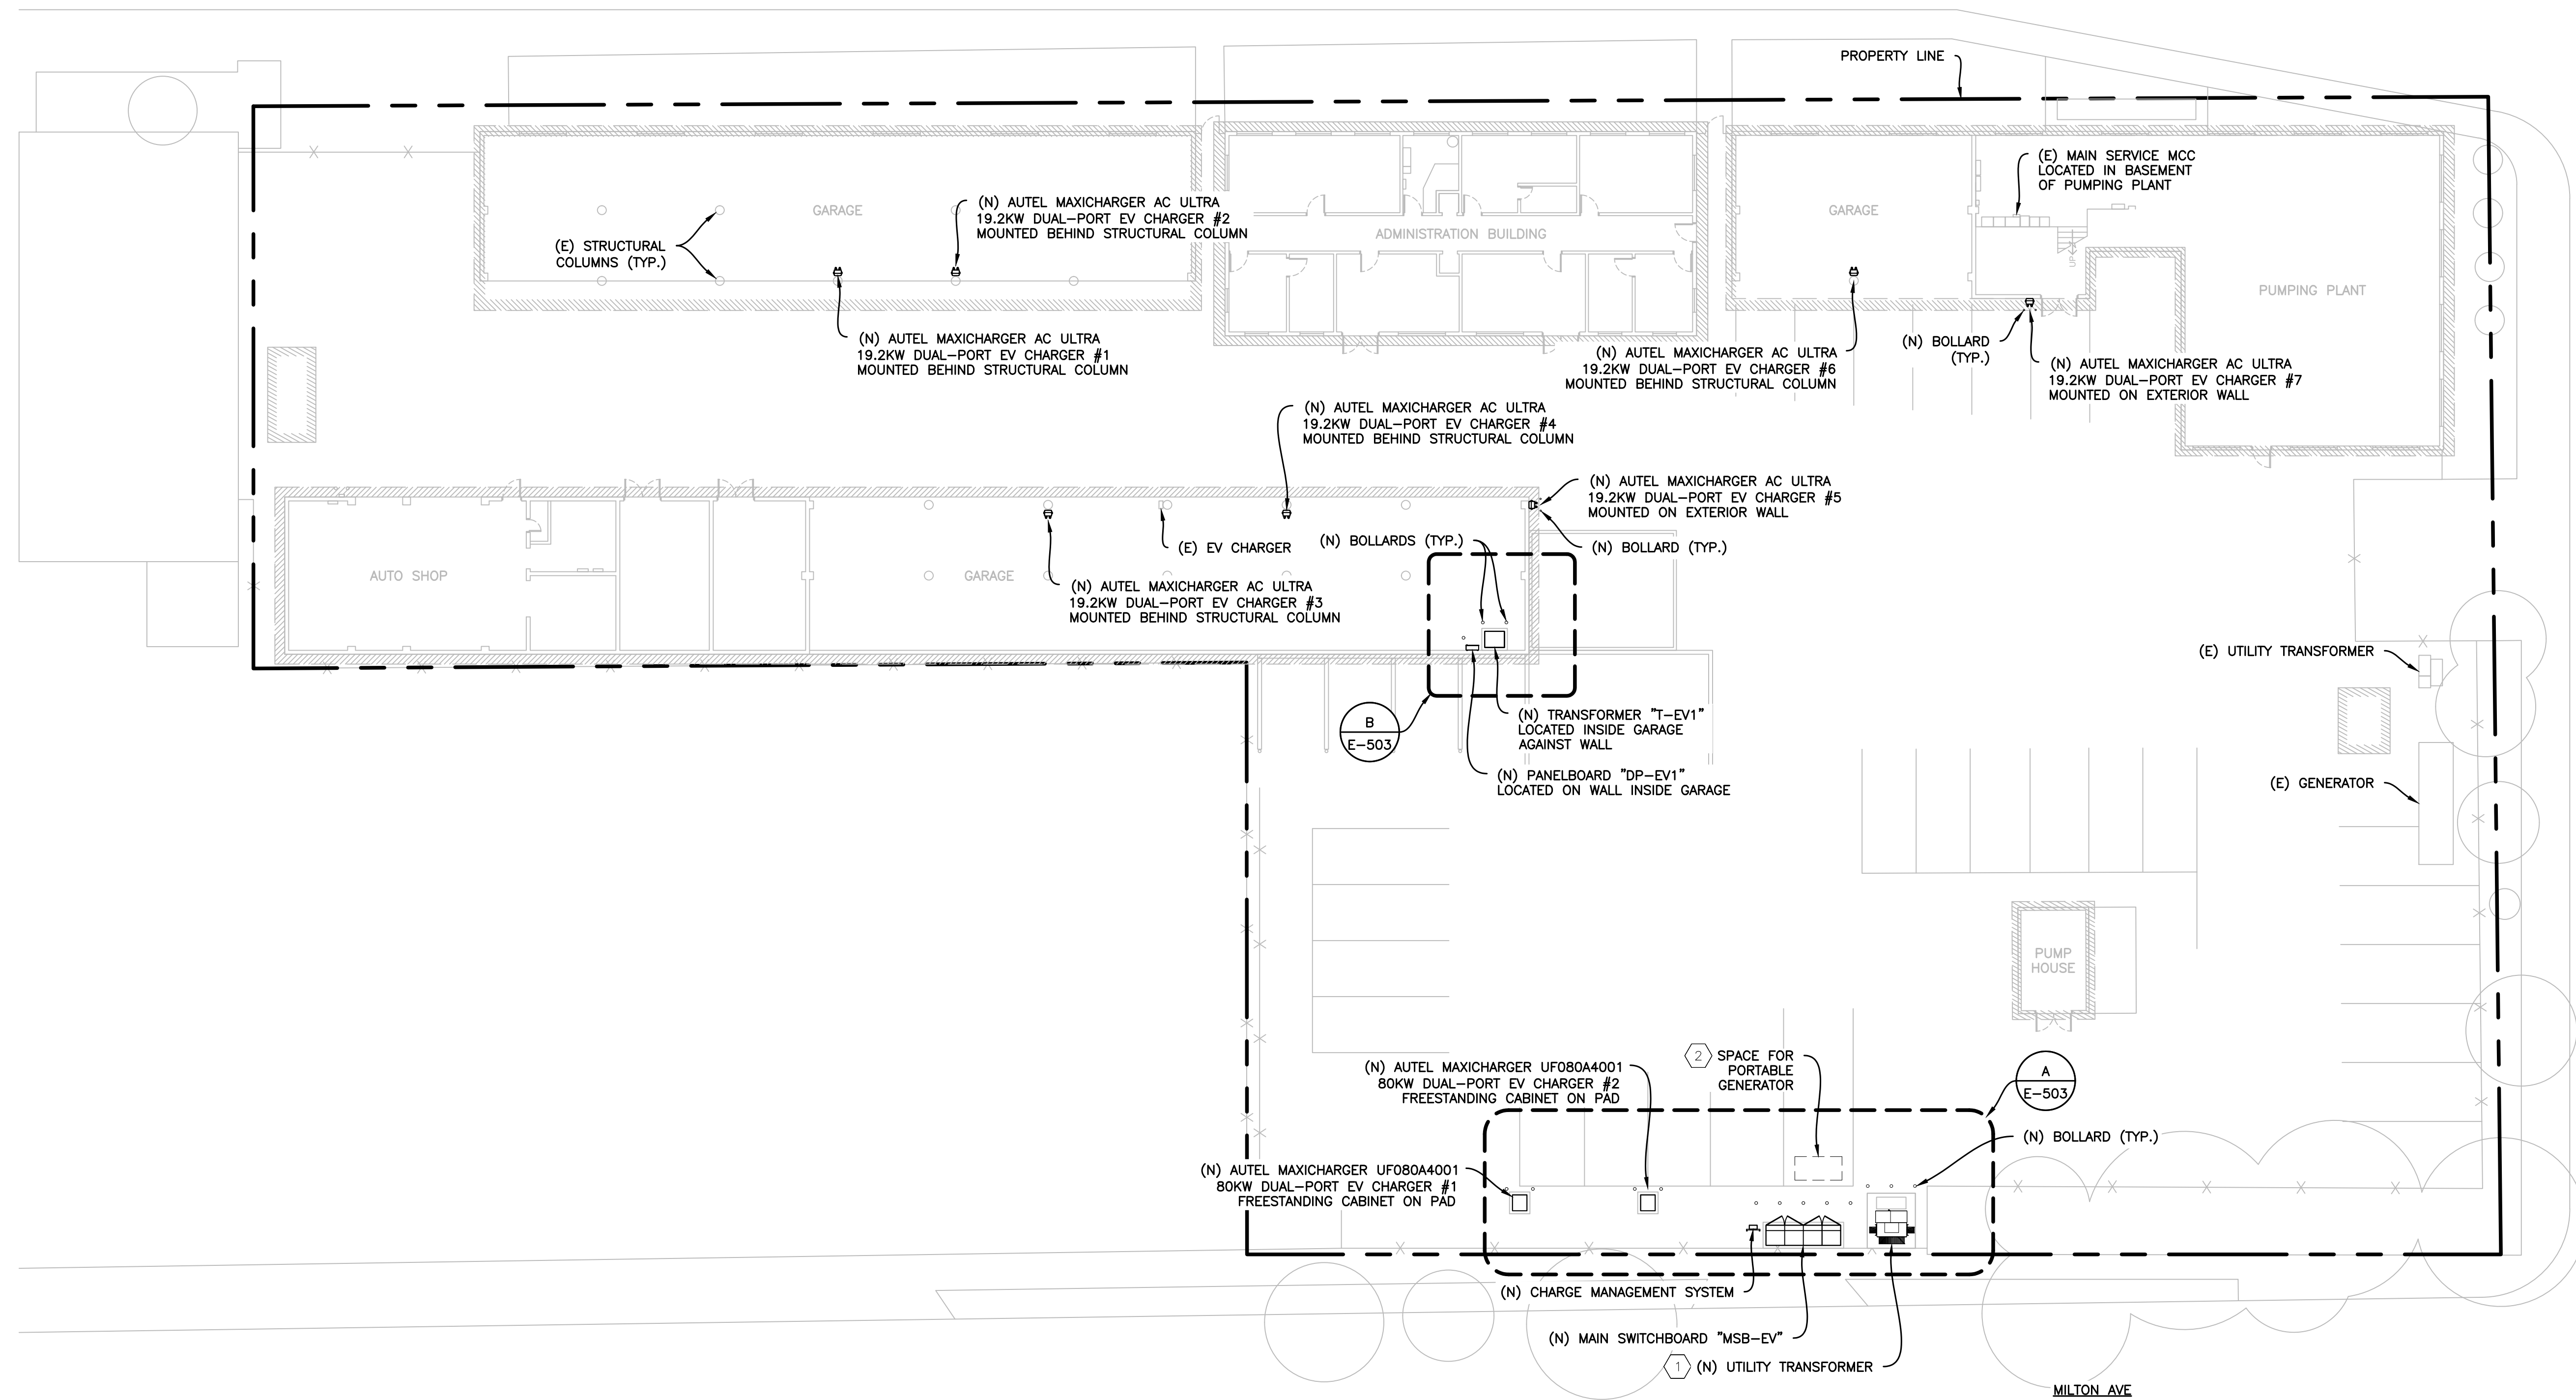 PROPERTY LINE
(E) MAIN SERVICE MCC
LOCATED IN BASEMENT
OF PUMPING PLANT
(N) AUTEL MAXICHARGER AC ULTRA
19.2KW DUAL-PORT EV CHARGER #2
MOUNTED BEHIND STRUCTURAL COLUMN
GARAGE
(E) STRUCTURAL
COLUMNS (TYP.)
ADMINISTRATION BUILDING
GARAGE
UP
PUMPING PLANT
(N) AUTEL MAXICHARGER AC ULTRA
19.2KW DUAL-PORT EV CHARGER #1
MOUNTED BEHIND STRUCTURAL COLUMN
(N) AUTEL MAXICHARGER AC ULTRA
19.2KW DUAL-PORT EV CHARGER #6
MOUNTED BEHIND STRUCTURAL COLUMN
(N) BOLLARD
(TYP.)
(N) AUTEL MAXICHARGER AC ULTRA
19.2KW DUAL-PORT EV CHARGER #7
MOUNTED ON EXTERIOR WALL
(N) AUTEL MAXICHARGER AC ULTRA
19.2KW DUAL-PORT EV CHARGER #4
MOUNTED BEHIND STRUCTURAL COLUMN
(N) AUTEL MAXICHARGER AC ULTRA
19.2KW DUAL-PORT EV CHARGER #5
MOUNTED ON EXTERIOR WALL
(E) EV CHARGER
(N) BOLLARDS (TYP.)
(N) BOLLARD (TYP.)
AUTO SHOP
GARAGE
(N) AUTEL MAXICHARGER AC ULTRA
19.2KW DUAL-PORT EV CHARGER #3
MOUNTED BEHIND STRUCTURAL COLUMN
(E) UTILITY TRANSFORMER
B
E-503
(N) TRANSFORMER "T-EV1"
LOCATED INSIDE GARAGE
AGAINST WALL
(N) PANELBOARD "DP-EV1"
LOCATED ON WALL INSIDE GARAGE
(E) GENERATOR
PUMP
HOUSE
(N) AUTEL MAXICHARGER UF080A4001
80KW DUAL-PORT EV CHARGER #2
FREESTANDING CABINET ON PAD
2 SPACE FOR
PORTABLE
GENERATOR
A
E-503
(N) BOLLARD (TYP.)
(N) AUTEL MAXICHARGER UF080A4001
80KW DUAL-PORT EV CHARGER #1
FREESTANDING CABINET ON PAD
(N) CHARGE MANAGEMENT SYSTEM
(N) MAIN SWITCHBOARD "MSB-EV"
1 (N) UTILITY TRANSFORMER
MILTON AVE